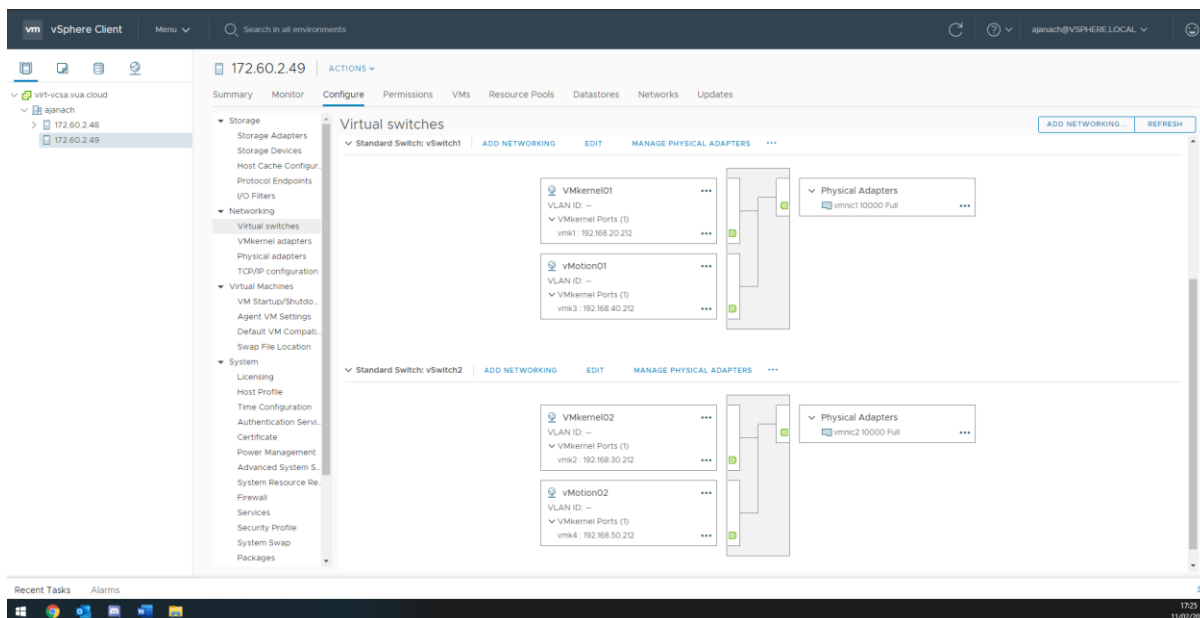 vm vSphere Client Menu Search in all environments ajanach@VSPHERE.LOCAL
virt-vcsa.vua.cloud
ajanach
172.60.2.48
172.60.2.49
172.60.2.49 ACTIONS
Summary Monitor Configure Permissions VMs Resource Pools Datastores Networks Updates
Storage
Storage Adapters
Storage Devices
Host Cache Configur..
Protocol Endpoints
I/O Filters
Networking
Virtual switches
VMkernel adapters
Physical adapters
TCP/IP configuration
Virtual Machines
VM Startup/Shutdo...
Agent VM Settings
Default VM Compati..
Swap File Location
System
Licensing
Host Profile
Time Configuration
Authentication Servi..
Certificate
Power Management
Advanced System S..
System Resource Re..
Firewall
Services
Security Profile
System Swap
Packages
Virtual switches
ADD NETWORKING... REFRESH
Standard Switch: vSwitch1 ADD NETWORKING EDIT MANAGE PHYSICAL ADAPTERS ...
VMkernel01 ...
VLAN ID: --
VMkernel Ports (1)
vmk1 : 192.168.20.212 ...
Physical Adapters
vmnic1 10000 Full ...
vMotion01 ...
VLAN ID: --
VMkernel Ports (1)
vmk3 : 192.168.40.212 ...
Standard Switch: vSwitch2 ADD NETWORKING EDIT MANAGE PHYSICAL ADAPTERS ...
VMkernel02 ...
VLAN ID: --
VMkernel Ports (1)
vmk2 : 192.168.30.212 ...
Physical Adapters
vmnic2 10000 Full ...
vMotion02 ...
VLAN ID: --
VMkernel Ports (1)
vmk4 : 192.168.50.212 ...
Recent Tasks Alarms
17:25
11/02/20